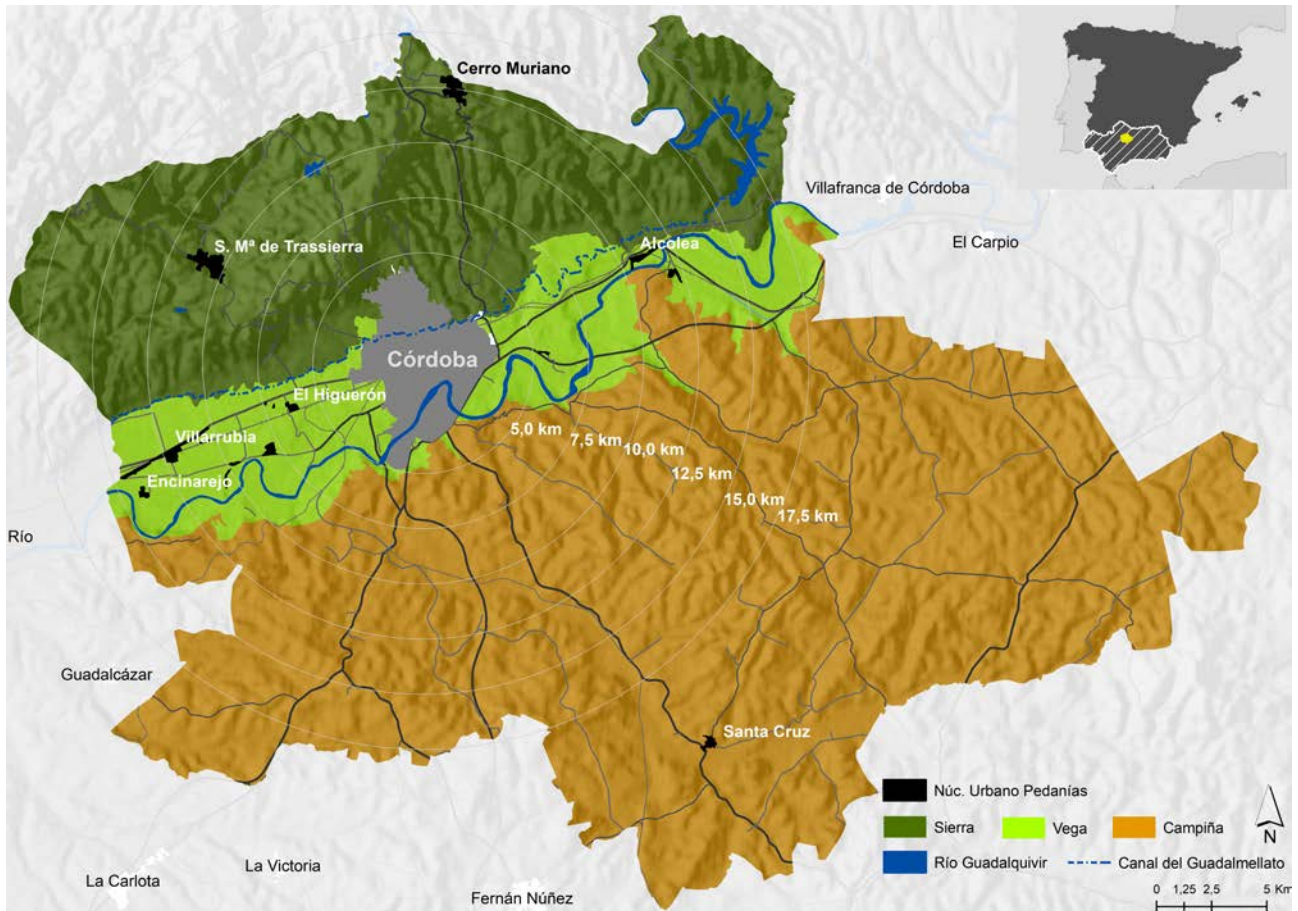 Cerro Muriano
Villafranca de Córdoba
S. Mª de Trassierra
Alcolea
El Carpio
Córdoba
El Higuerón
Villarrubia
5,0 km
7,5 km
10,0 km
12,5 km
15,0 km
17,5 km
Encinarejo
Río
Guadalcázar
Santa Cruz
La Victoria
La Carlota
Fernán Núñez
Núc. Urbano Pedanías
Sierra
Vega
Campiña
Río Guadalquivir
Canal del Guadalmellato
N
0 1,25 2,5 5 Km